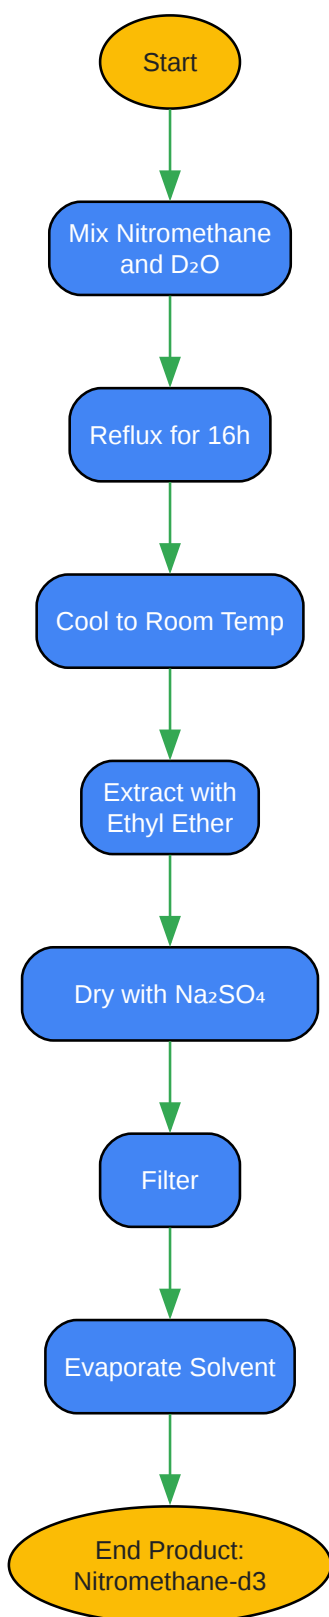 Start
Mix Nitromethane
and D₂O
Reflux for 16h
Cool to Room Temp
Extract with
Ethyl Ether
Dry with Na₂SO₄
Filter
Evaporate Solvent
End Product:
Nitromethane-d3